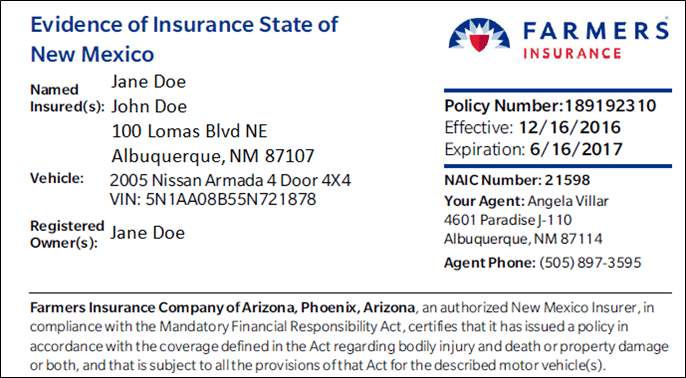 Evidence of Insurance State of
New Mexico
FARMERS
INSURANCE
Named
Insured(s):
Jane Doe
John Doe
100 Lomas Blvd NE
Albuquerque, NM 87107
Vehicle:
2005 Nissan Armada 4 Door 4X4
VIN: 5N1AA08B55N721878
Registered
Owner(s):
Jane Doe
Policy Number:189192310
Effective: 12/16/2016
Expiration: 6/16/2017
NAIC Number: 21598
Your Agent: Angela Villar
4601 Paradise J-110
Albuquerque, NM 87114
Agent Phone: (505) 897-3595
Farmers Insurance Company of Arizona, Phoenix, Arizona, an authorized New Mexico Insurer, in
compliance with the Mandatory Financial Responsibility Act, certifies that it has issued a policy in
accordance with the coverage defined in the Act regarding bodily injury and death or property damage
or both, and that is subject to all the provisions of that Act for the described motor vehicle(s).